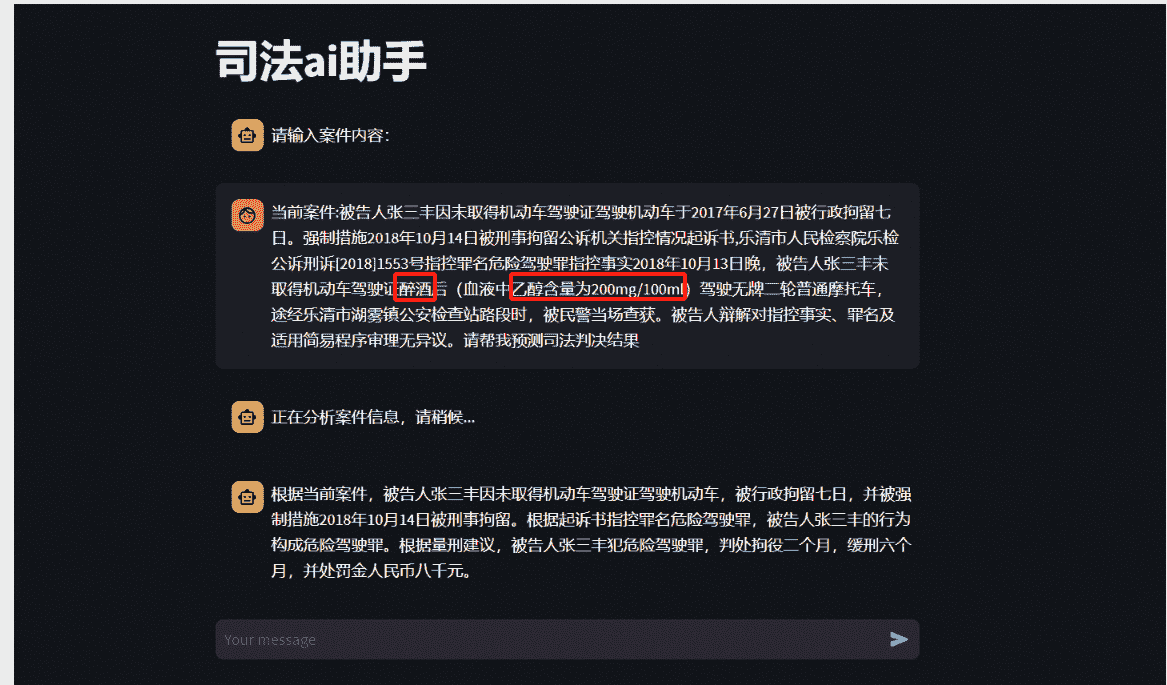 司法ai助手
请输入案件内容：
当前案件:被告人张三丰因未取得机动车驾驶证驾驶机动车于2017年6月27日被行政拘留七
日。强制措施2018年10月14日被刑事拘留公诉机关指控情况起诉书,乐清市人民检察院乐检
公诉刑诉[2018]1553号指控罪名危险驾驶罪指控事实2018年10月13日晚，被告人张三丰未
取得机动车驾驶证醉酒后（血液中乙醇含量为200mg/100ml）驾驶无牌二轮普通摩托车，
途经乐清市湖雾镇公安检查站路段时，被民警当场查获。被告人辩解对指控事实、罪名及
适用简易程序审理无异议。请帮我预测司法判决结果
正在分析案件信息，请稍候...
根据当前案件，被告人张三丰因未取得机动车驾驶证驾驶机动车，被行政拘留七日，并被强
制措施2018年10月14日被刑事拘留。根据起诉书指控罪名危险驾驶罪，被告人张三丰的行为
构成危险驾驶罪。根据量刑建议，被告人张三丰犯危险驾驶罪，判处拘役二个月，缓刑六个
月，并处罚金人民币八千元。
Your message